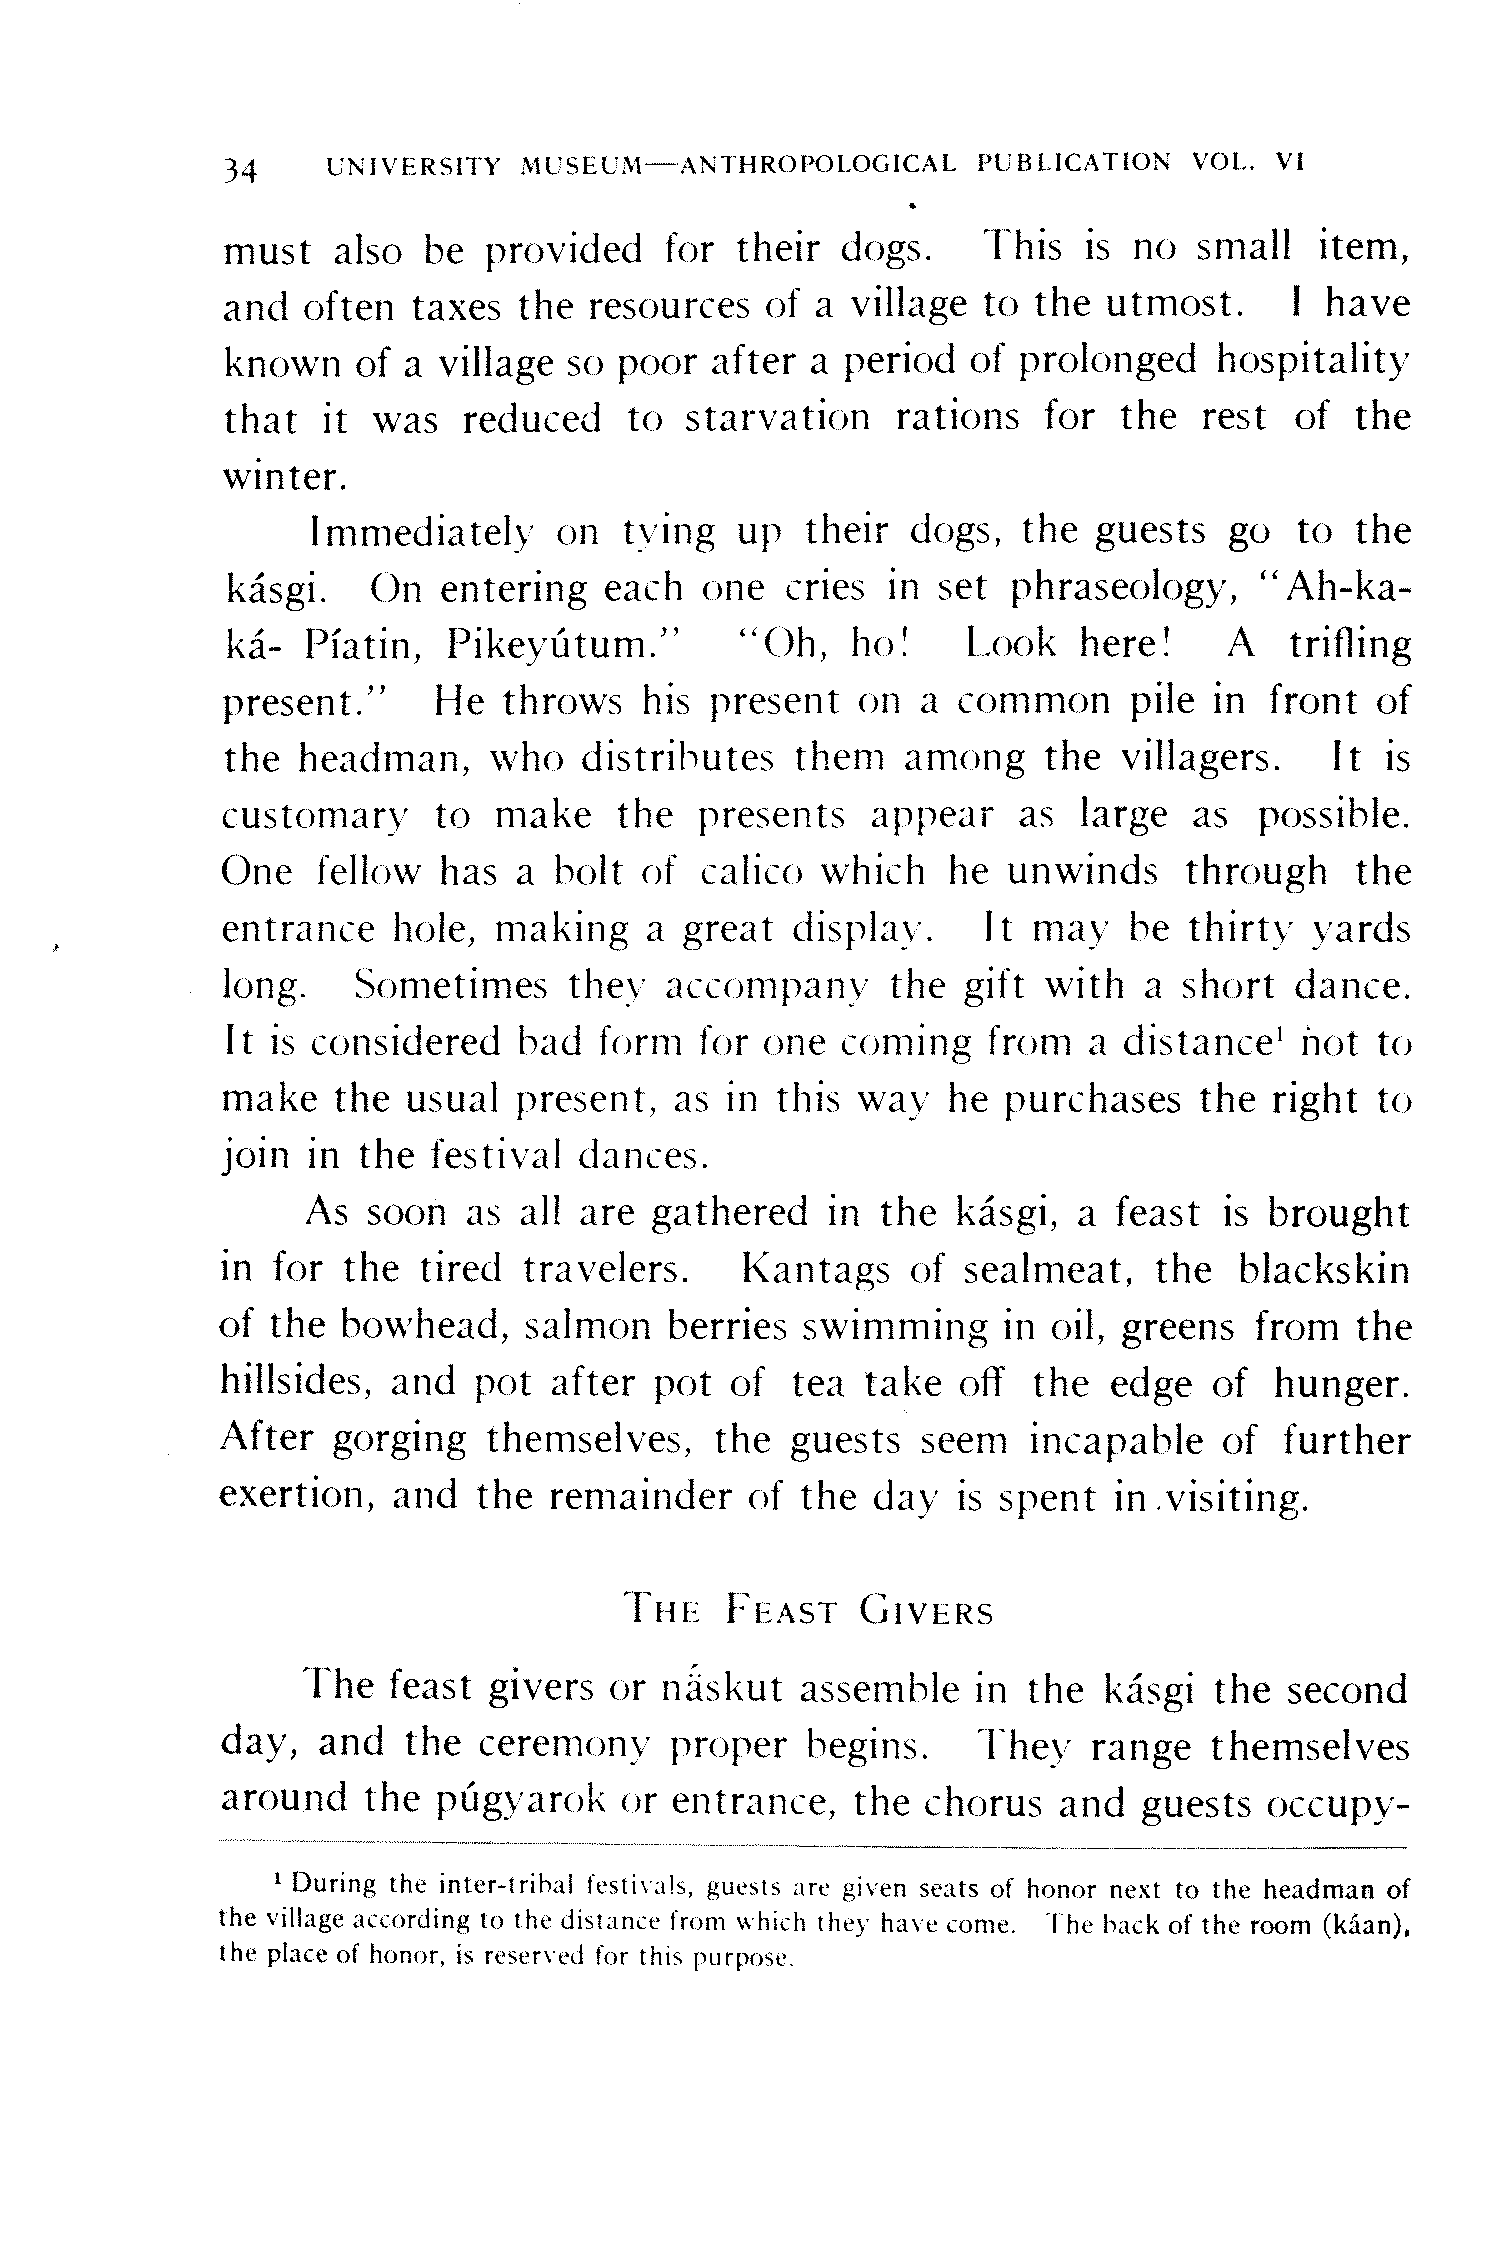 34 UNIVERSITY MUSEUM—ANTHROPOLOGICAL PUBLICATION VOL. VI
must also be provided for their dogs. This is no small item,
and often taxes the resources of a village to the utmost. I have
known of a village so poor after a period of prolonged hospitality
that it was reduced to starvation rations for the rest of the
winter.
Immediately on tying up their dogs, the guests go to the
kásgi. On entering each one cries in set phraseology, "Ah-ka-
ká- Píatin, Pikeyútum." "Oh, ho! Look here! A trifling
present." He throws his present on a common pile in front of
the headman, who distributes them among the villagers. It is
customary to make the presents appear as large as possible.
One fellow has a bolt of calico which he unwinds through the
entrance hole, making a great display. It may be thirty yards
long. Sometimes they accompany the gift with a short dance.
It is considered bad form for one coming from a distance¹ not to
make the usual present, as in this way he purchases the right to
join in the festival dances.
As soon as all are gathered in the kásgi, a feast is brought
in for the tired travelers. Kantags of sealmeat, the blackskin
of the bowhead, salmon berries swimming in oil, greens from the
hillsides, and pot after pot of tea take off the edge of hunger.
After gorging themselves, the guests seem incapable of further
exertion, and the remainder of the day is spent in visiting.
THE FEAST GIVERS
The feast givers or nä́skut assemble in the kásgi the second
day, and the ceremony proper begins. They range themselves
around the púgyarok or entrance, the chorus and guests occupy-
¹ During the inter-tribal festivals, guests are given seats of honor next to the headman of
the village according to the distance from which they have come. The back of the room (káan),
the place of honor, is reserved for this purpose.